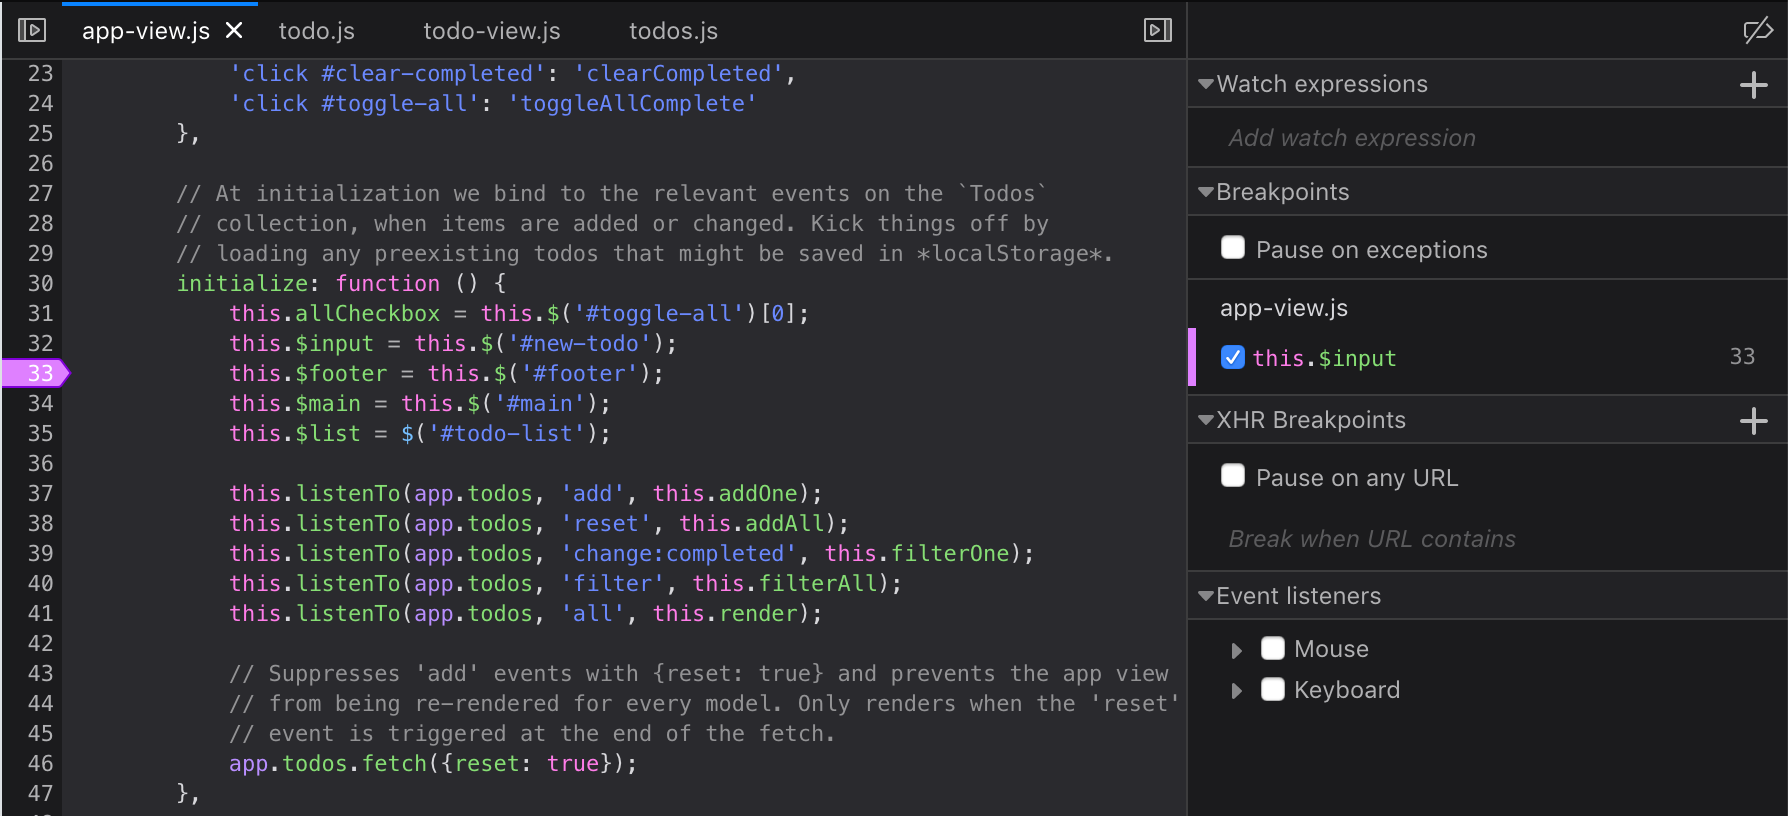 app-view.js
todo.js
todo-view.js
todos.js
23 'click #clear-completed': 'clearCompleted',
24 'click #toggle-all': 'toggleAllComplete'
25 },
26
27 // At initialization we bind to the relevant events on the `Todos`
28 // collection, when items are added or changed. Kick things off by
29 // loading any preexisting todos that might be saved in *localStorage*.
30 initialize: function () {
31 this.allCheckbox = this.$('#toggle-all')[0];
32 this.$input = this.$('#new-todo');
33 this.$footer = this.$('#footer');
34 this.$main = this.$('#main');
35 this.$list = $('#todo-list');
36
37 this.listenTo(app.todos, 'add', this.addOne);
38 this.listenTo(app.todos, 'reset', this.addAll);
39 this.listenTo(app.todos, 'change:completed', this.filterOne);
40 this.listenTo(app.todos, 'filter', this.filterAll);
41 this.listenTo(app.todos, 'all', this.render);
42
43 // Suppresses 'add' events with {reset: true} and prevents the app view
44 // from being re-rendered for every model. Only renders when the 'reset'
45 // event is triggered at the end of the fetch.
46 app.todos.fetch({reset: true});
47 },
Watch expressions
Add watch expression
Breakpoints
Pause on exceptions
app-view.js
this.$input 33
XHR Breakpoints
Pause on any URL
Break when URL contains
Event listeners
Mouse
Keyboard